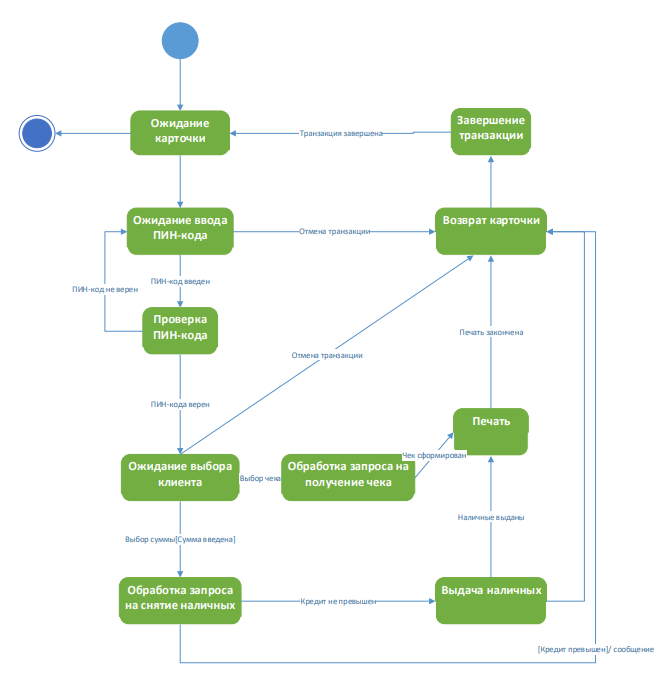 Ожидание
карточки
Транзакция завершена
Завершение
транзакции
Ожидание ввода
ПИН-кода
Отмена транзакции
Возврат карточки
ПИН-код не верен
ПИН-код введен
Проверка
ПИН-кода
Печать закончена
Отмена транзакции
ПИН-кода верен
Печать
Ожидание выбора
клиента
Выбор чека
Обработка запроса на
получение чека
Чек сформирован
Выбор суммы[Сумма введена]
Наличные выданы
Обработка запроса
на снятие наличных
Кредит не превышен
Выдача наличных
[Кредит превышен]/ сообщение